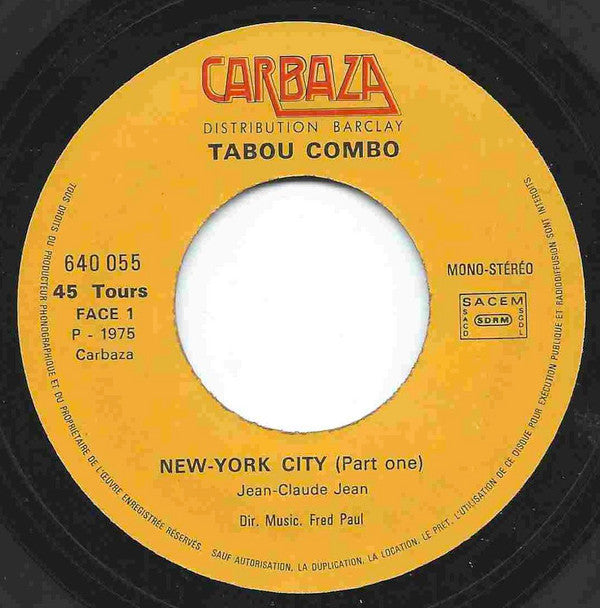 CARBAZA
DISTRIBUTION BARCLAY
TABOU COMBO
640 055
45 Tours
FACE 1
P - 1975
Carbaza
MONO-STÉRÉO
SACEM
SACD
SDRM
SGDL
NEW-YORK CITY (Part one)
Jean-Claude Jean
Dir. Music. Fred Paul
TOUS DROITS DU PRODUCTEUR PHONOGRAPHIQUE ET DU PROPRIÉTAIRE DE L'ŒUVRE ENREGISTRÉE RÉSERVÉS. SAUF AUTORISATION, LA DUPLICATION, LA LOCATION, LE PRÊT, L'UTILISATION DE CE DISQUE POUR EXÉCUTION PUBLIQUE ET RADIODIFFUSION SONT INTERDITS